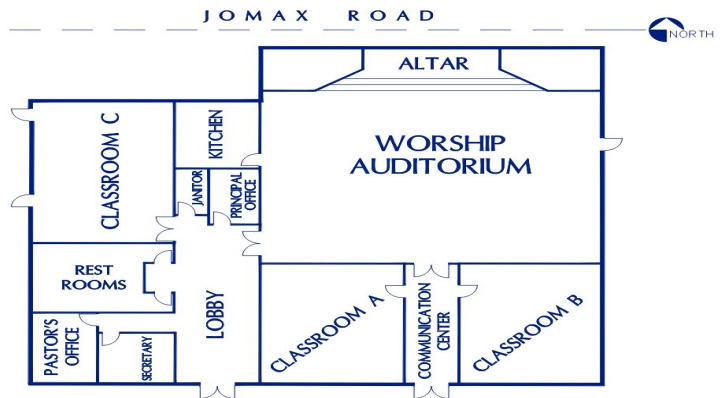 JOMAX ROAD
NORTH
ALTAR
WORSHIP
AUDITORIUM
KITCHEN
CLASSROOM C
JANITOR
PRINCIPAL
OFFICE
REST
ROOMS
LOBBY
PASTOR'S
OFFICE
SECRETARY
CLASSROOM A
COMMUNICATION
CENTER
CLASSROOM B